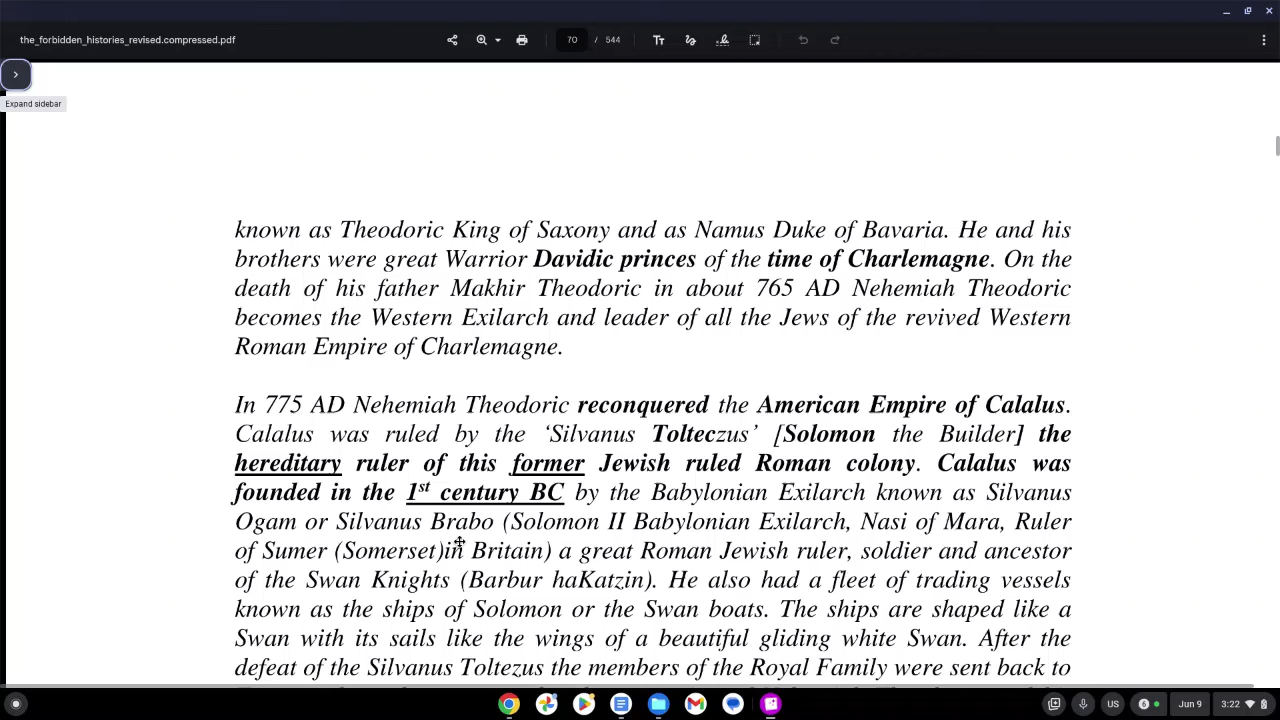 the_forbidden_histories_revised.compressed.pdf
70 / 544
Expand sidebar
known as Theodoric King of Saxony and as Namus Duke of Bavaria. He and his
brothers were great Warrior Davidic princes of the time of Charlemagne. On the
death of his father Makhir Theodoric in about 765 AD Nehemiah Theodoric
becomes the Western Exilarch and leader of all the Jews of the revived Western
Roman Empire of Charlemagne.
In 775 AD Nehemiah Theodoric reconquered the American Empire of Calalus.
Calalus was ruled by the ‘Silvanus Tolteczus’ [Solomon the Builder] the
hereditary ruler of this former Jewish ruled Roman colony. Calalus was
founded in the 1st century BC by the Babylonian Exilarch known as Silvanus
Ogam or Silvanus Brabo (Solomon II Babylonian Exilarch, Nasi of Mara, Ruler
of Sumer (Somerset)in Britain) a great Roman Jewish ruler, soldier and ancestor
of the Swan Knights (Barbur haKatzin). He also had a fleet of trading vessels
known as the ships of Solomon or the Swan boats. The ships are shaped like a
Swan with its sails like the wings of a beautiful gliding white Swan. After the
defeat of the Silvanus Toltezus the members of the Royal Family were sent back to
US 6 Jun 9 3:22